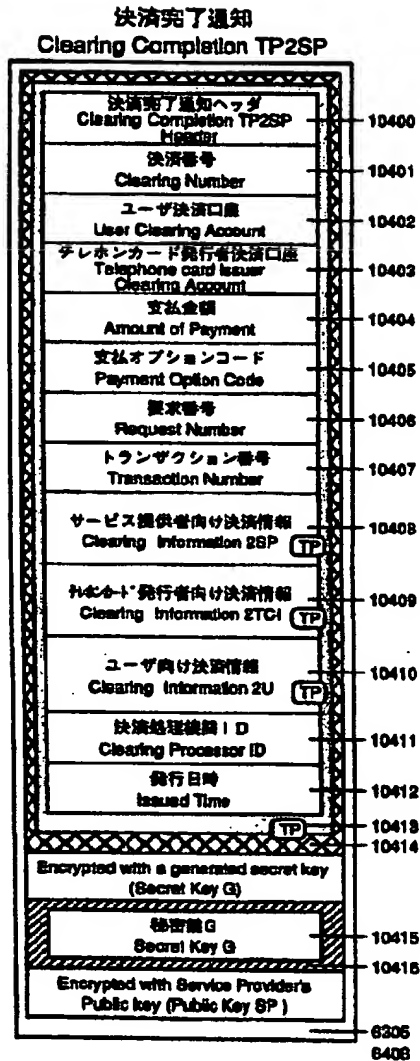 決済完了通知
Clearing Completion TP2SP
決済完了通知ヘッダ
Clearing Completion TP2SP
Header
10400
決済番号
Clearing Number
10401
ユーザ決済口座
User Clearing Account
10402
テレホンカード発行者決済口座
Telephone card Issuer
Clearing Account
10403
支払金額
Amount of Payment
10404
支払オプションコード
Payment Option Code
10405
要求番号
Request Number
10406
トランザクション番号
Transaction Number
10407
サービス提供者向け決済情報
Clearing Information 2SP
TP
10408
ﾃﾚﾎﾝｶｰﾄﾞ発行者向け決済情報
Clearing Information 2TCI
TP
10409
ユーザ向け決済情報
Clearing Information 2U
TP
10410
決済処理機関ID
Clearing Processor ID
10411
発行日時
Issued Time
10412
TP
10413
10414
Encrypted with a generated secret key
(Secret Key G)
秘密鍵G
Secret Key G
10415
10416
Encrypted with Service Provider's
Public key (Public Key SP )
6305
6406